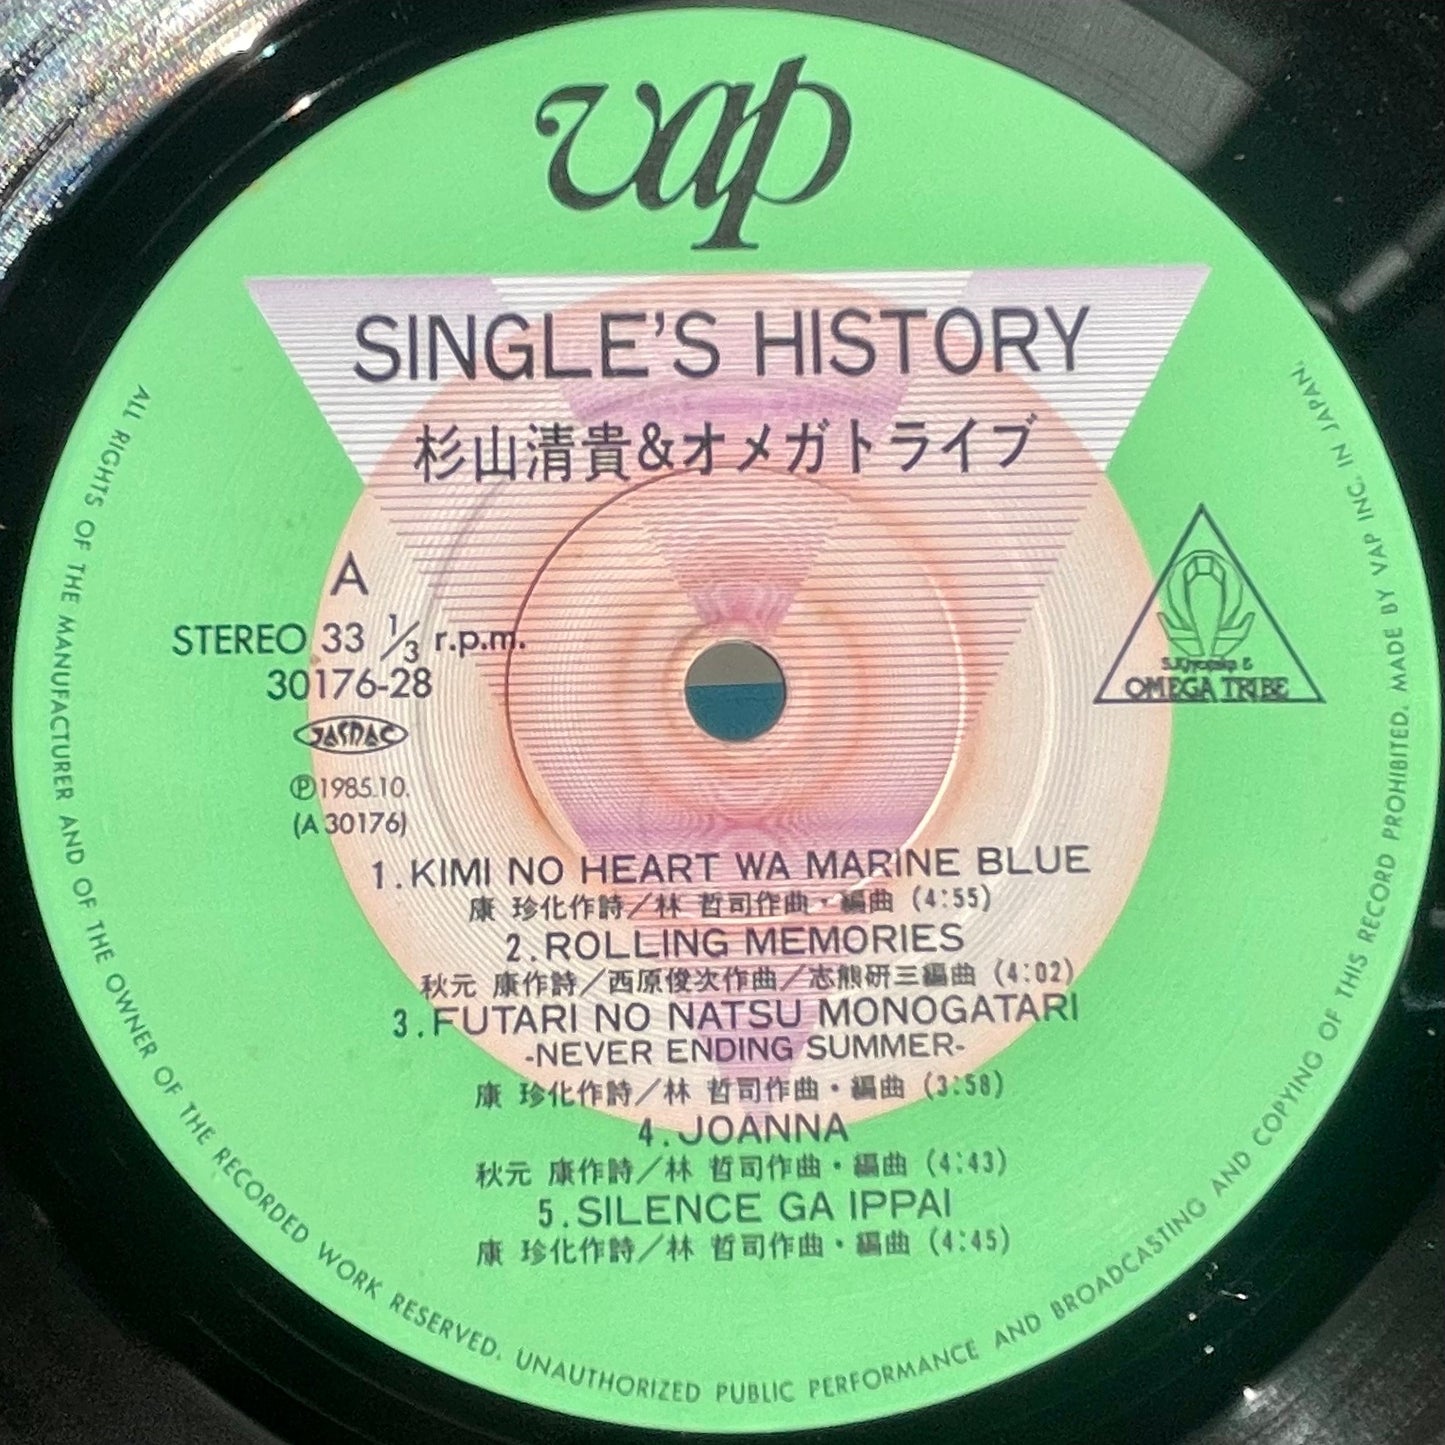 vap
SINGLE'S HISTORY
杉山清貴&オメガトライブ
A
STEREO 33 1/3 r.p.m.
30176-28
JASRAC
Ⓟ1985.10.
(A 30176)
S.Kiyotaka &
OMEGA TRIBE
1.KIMI NO HEART WA MARINE BLUE
康 珍化作詩/林 哲司作曲・編曲 (4:55)
2.ROLLING MEMORIES
秋元 康作詩/西原俊次作曲/志熊研三編曲 (4:02)
3.FUTARI NO NATSU MONOGATARI
-NEVER ENDING SUMMER-
康 珍化作詩/林 哲司作曲・編曲 (3:58)
4.JOANNA
秋元 康作詩/林 哲司作曲・編曲 (4:43)
5.SILENCE GA IPPAI
康 珍化作詩/林 哲司作曲・編曲 (4:45)
ALL RIGHTS OF THE MANUFACTURER AND OF THE OWNER OF THE RECORDED WORK RESERVED. UNAUTHORIZED PUBLIC PERFORMANCE AND BROADCASTING AND COPYING OF THIS RECORD PROHIBITED. MADE BY VAP INC. IN JAPAN.